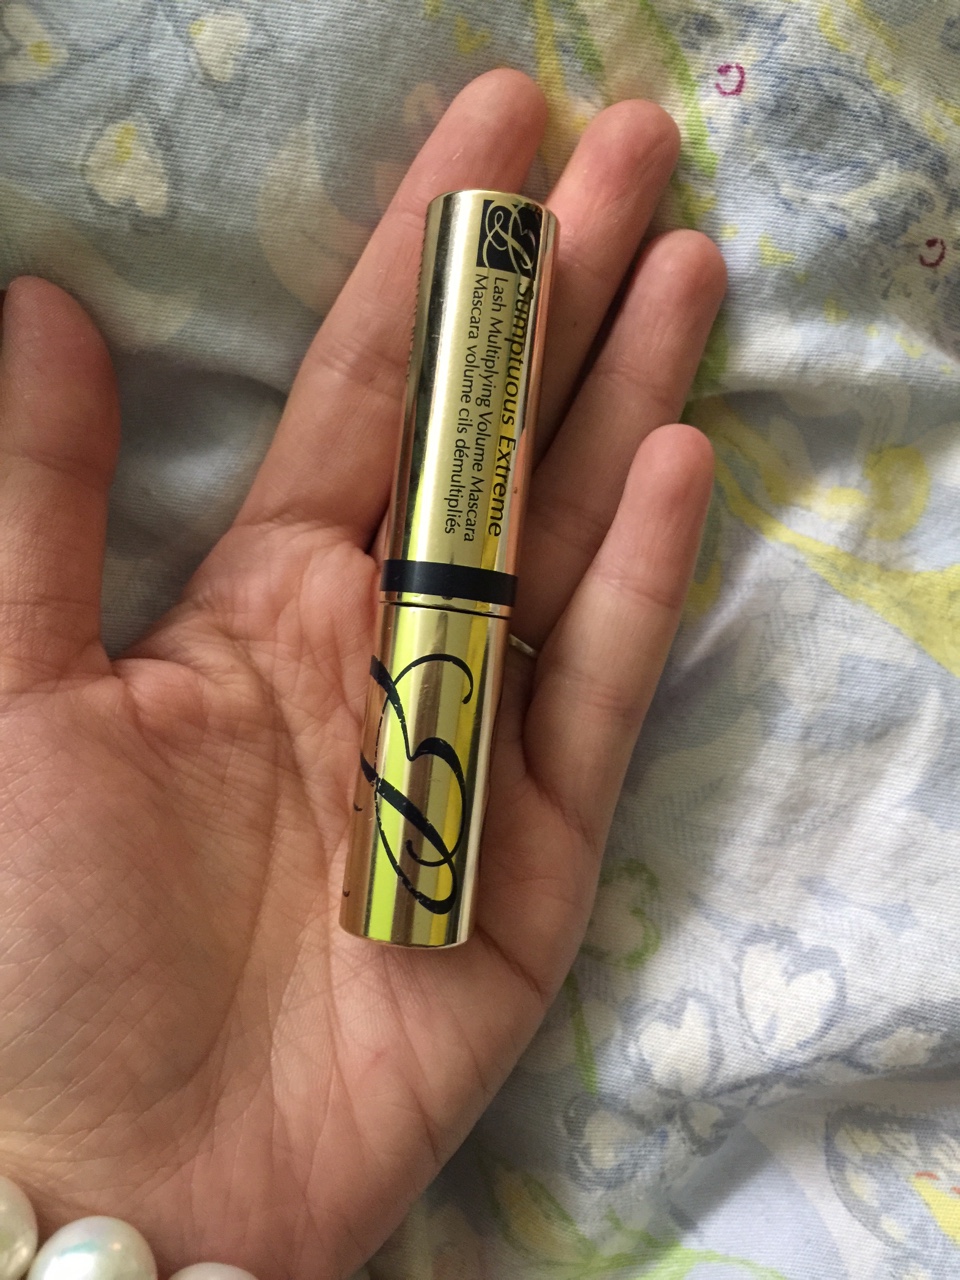 Sumptuous Extreme
Lash Multiplying Volume Mascara
Mascara volume cils démultipliés